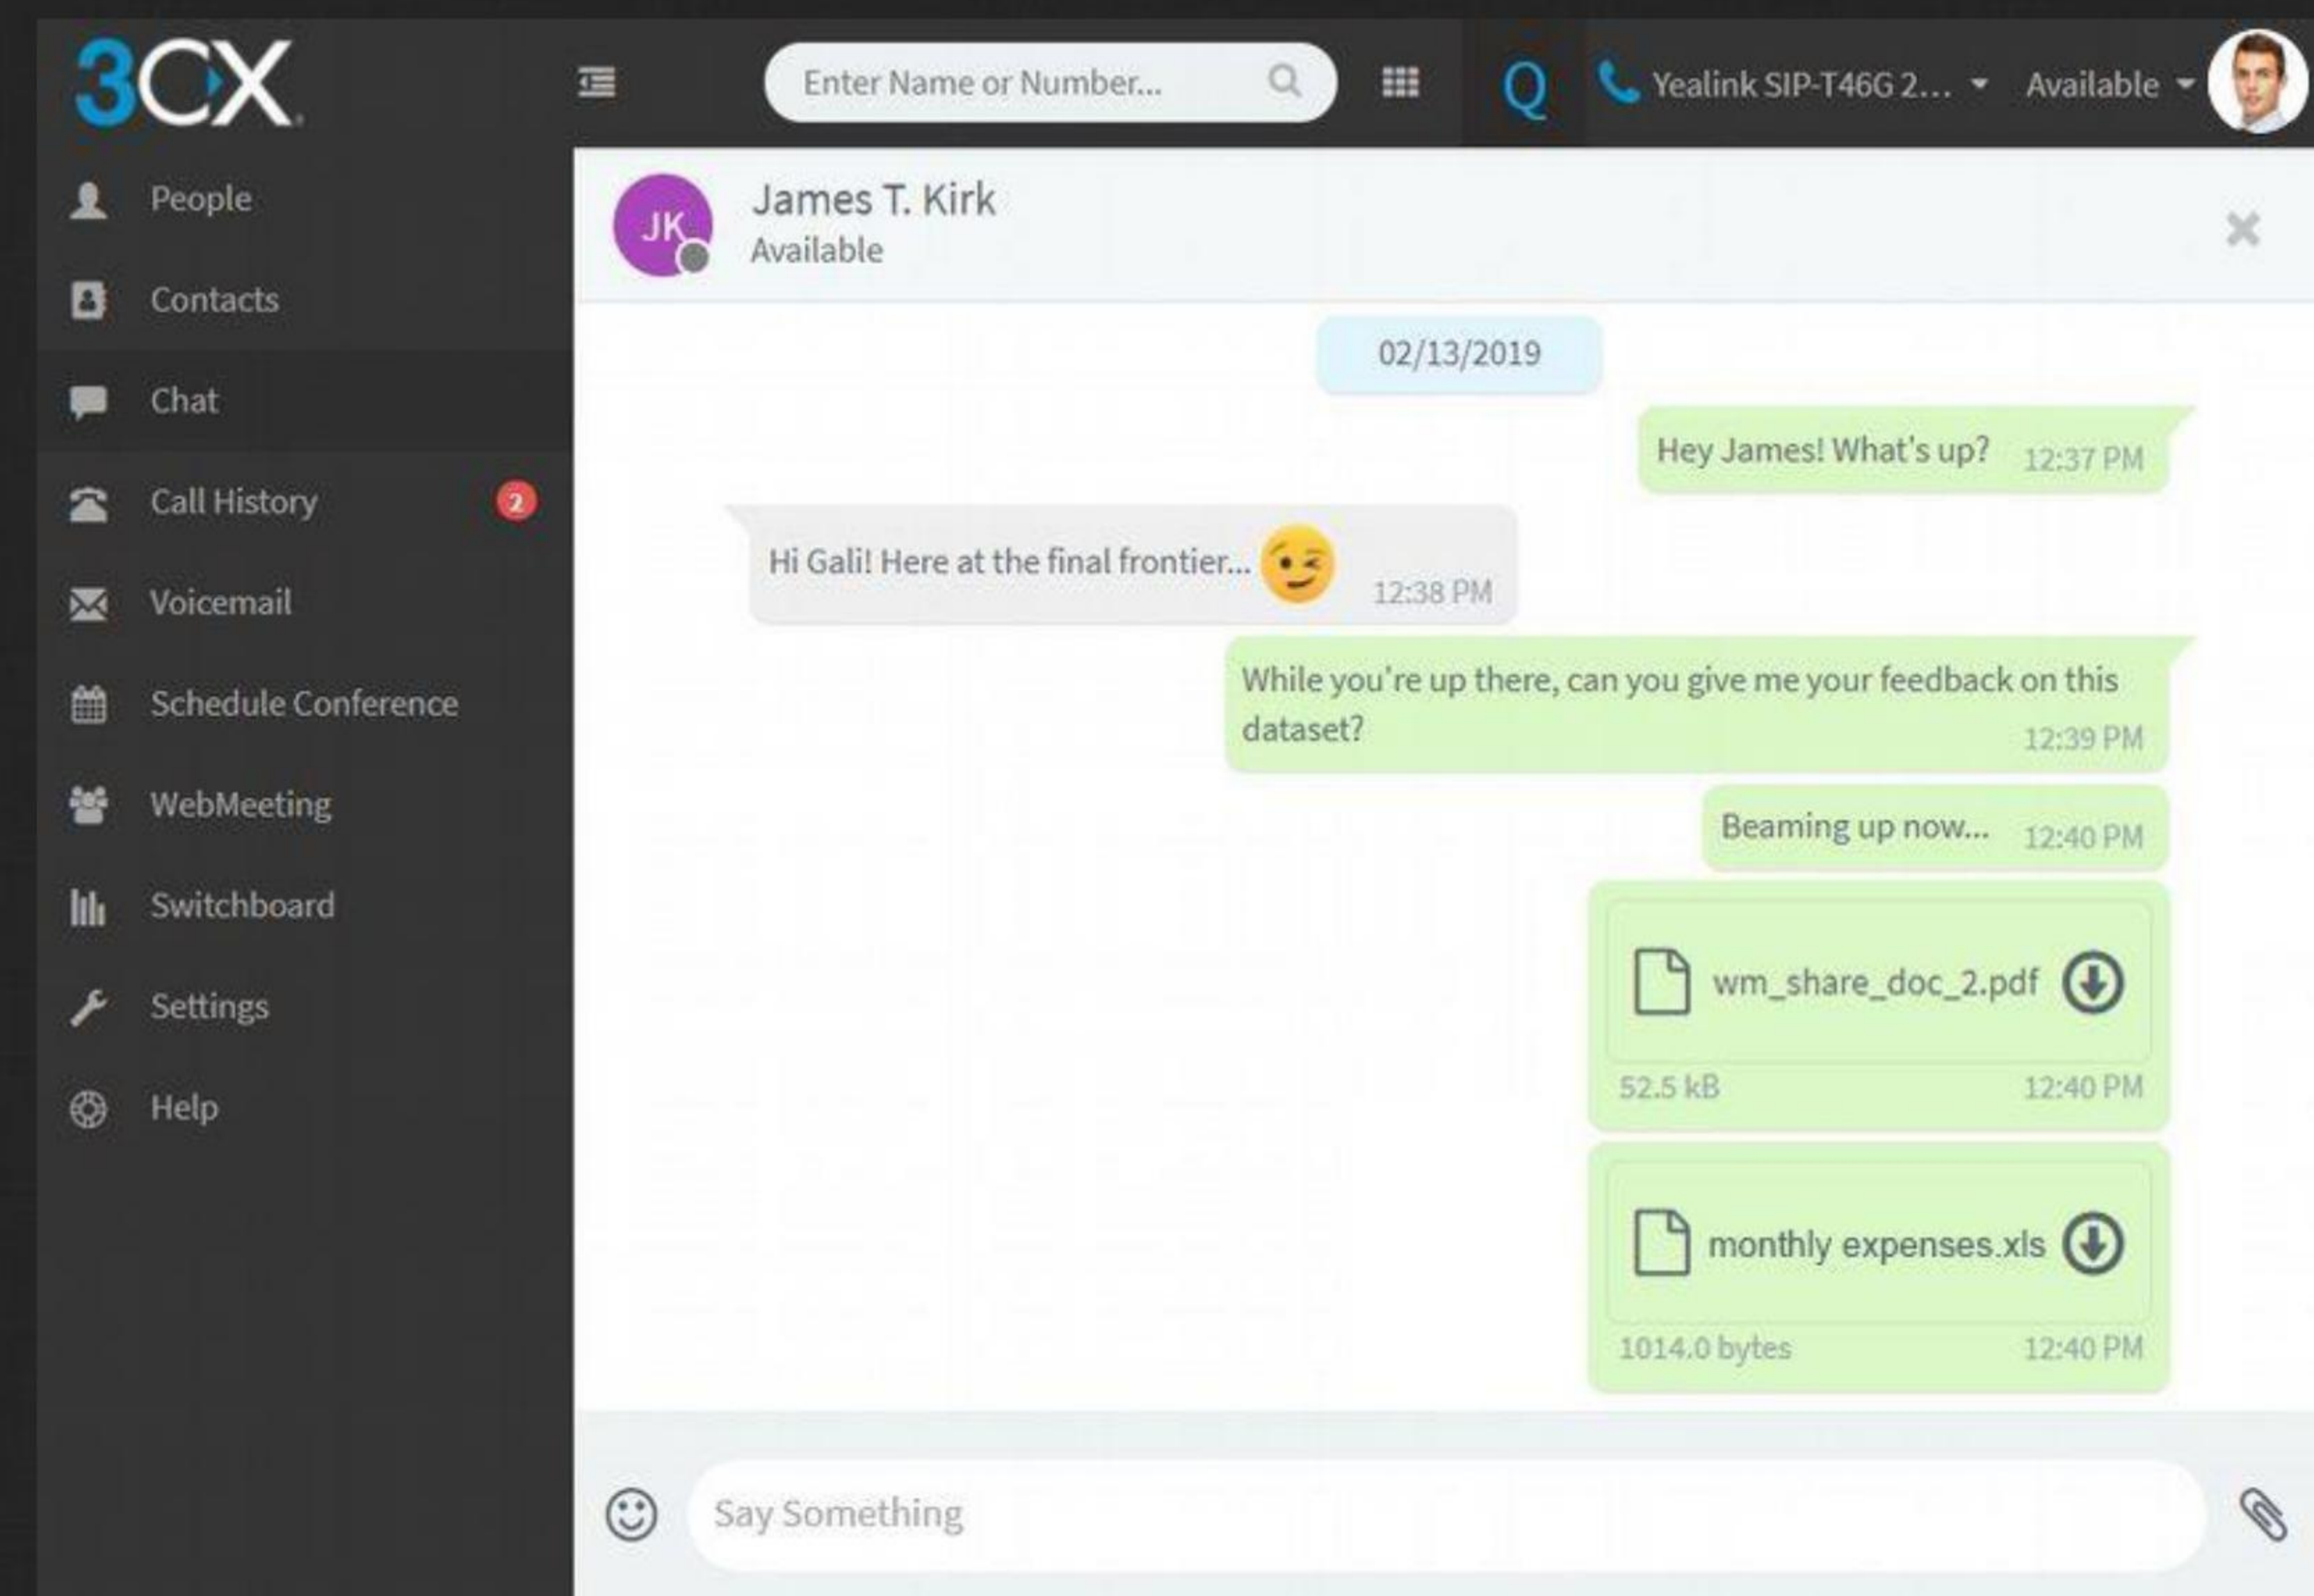 3CX
Enter Name or Number...
Q
Yealink SIP-T46G 2...
Available
People
Contacts
Chat
Call History
2
Voicemail
Schedule Conference
WebMeeting
Switchboard
Settings
Help
JK
James T. Kirk
Available
02/13/2019
Hey James! What's up? 12:37 PM
Hi Gali! Here at the final frontier...
12:38 PM
While you're up there, can you give me your feedback on this
dataset?
12:39 PM
Beaming up now... 12:40 PM
wm_share_doc_2.pdf
52.5 kB 12:40 PM
monthly expenses.xls
1014.0 bytes 12:40 PM
Say Something